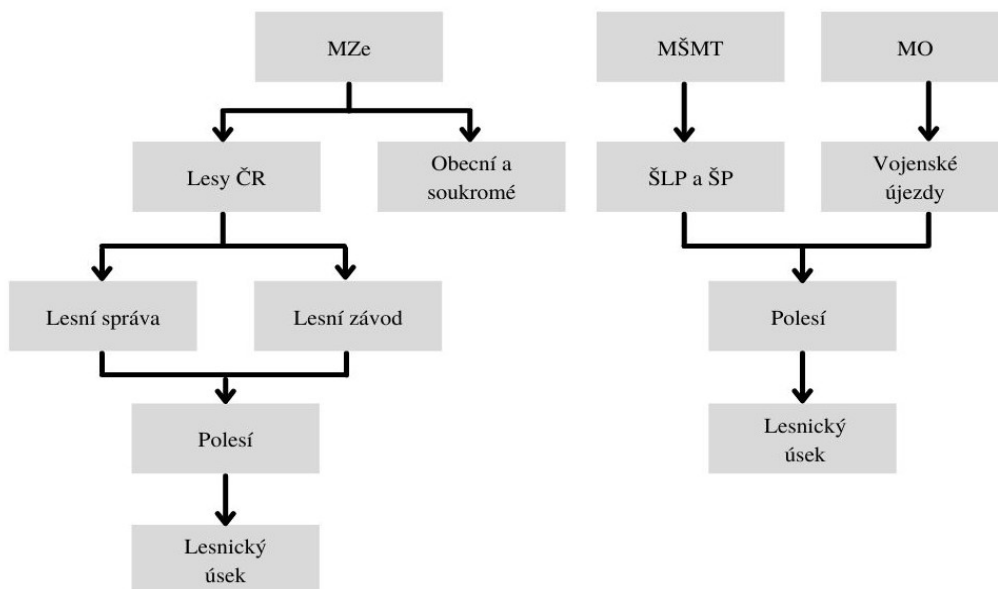 MZe
MŠMT
MO
Lesy ČR
Obecní a
soukromé
ŠLP a ŠP
Vojenské
újezdy
Lesní správa
Lesní závod
Polesí
Polesí
Lesnický
úsek
Lesnický
úsek